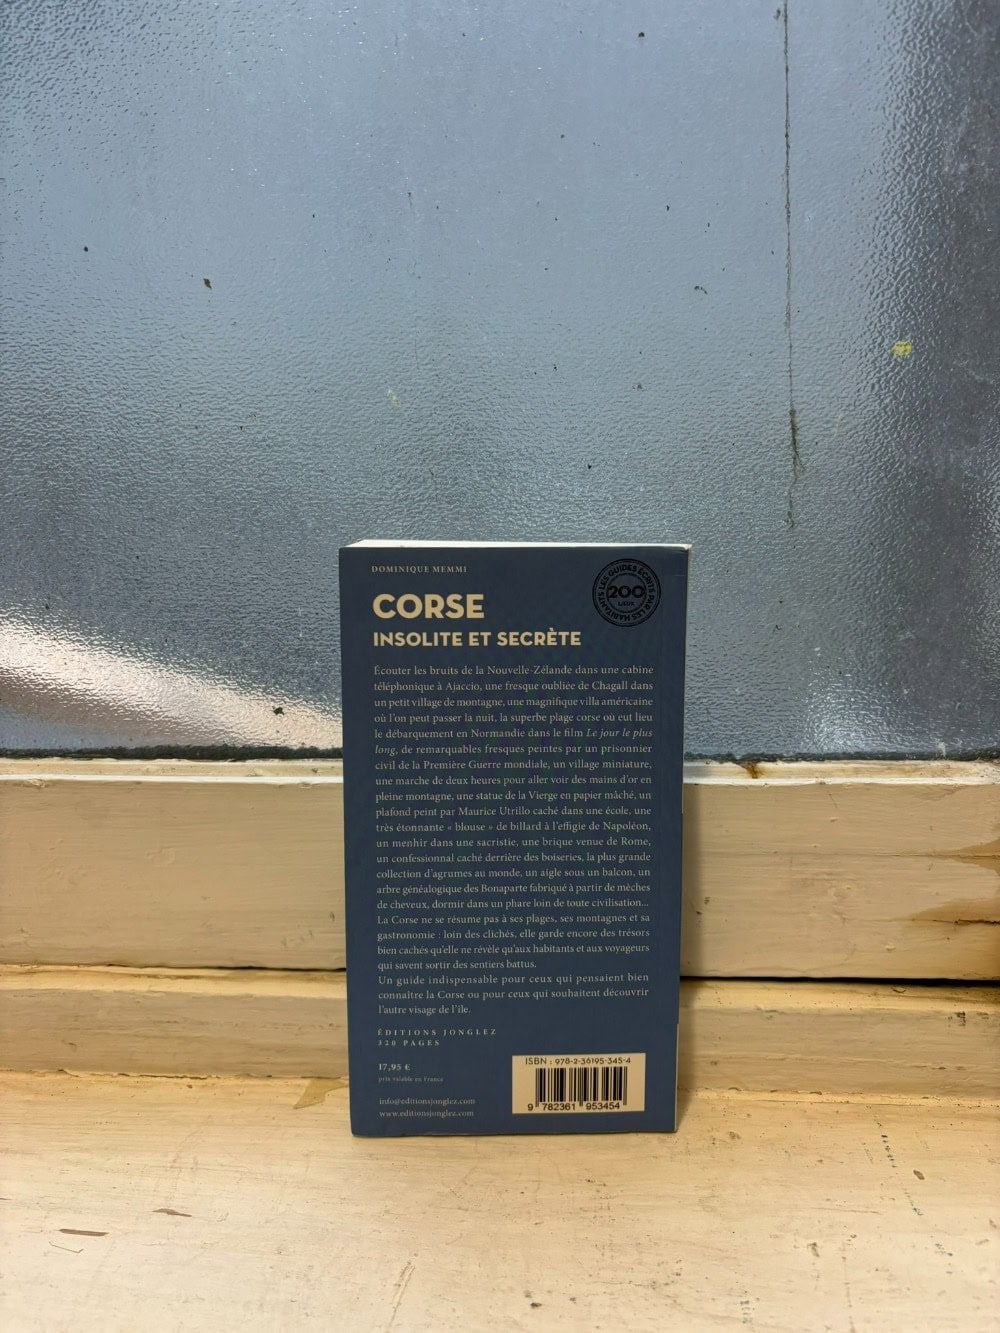 DOMINIQUE MEMMI
LES GUIDES ÉCRITS PAR LES HABITANTS
200
LIEUX
CORSE
INSOLITE ET SECRÈTE
Écouter les bruits de la Nouvelle-Zélande dans une cabine
téléphonique à Ajaccio, une fresque oubliée de Chagall dans
un petit village de montagne, une magnifique villa américaine
où l'on peut passer la nuit, la superbe plage corse où eut lieu
le débarquement en Normandie dans le film Le jour le plus
long, de remarquables fresques peintes par un prisonnier
civil de la Première Guerre mondiale, un village miniature,
une marche de deux heures pour aller voir des mains d'or en
pleine montagne, une statue de la Vierge en papier mâché, un
plafond peint par Maurice Utrillo caché dans une école, une
très étonnante « blouse » de billard à l'effigie de Napoléon,
un menhir dans une sacristie, une brique venue de Rome,
un confessionnal caché derrière des boiseries, la plus grande
collection d'agrumes au monde, un aigle sous un balcon, un
arbre généalogique des Bonaparte fabriqué à partir de mèches
de cheveux, dormir dans un phare loin de toute civilisation...
La Corse ne se résume pas à ses plages, ses montagnes et sa
gastronomie : loin des clichés, elle garde encore des trésors
bien cachés qu'elle ne révèle qu'aux habitants et aux voyageurs
qui savent sortir des sentiers battus.
Un guide indispensable pour ceux qui pensaient bien
connaître la Corse ou pour ceux qui souhaitent découvrir
l'autre visage de l'île.
ÉDITIONS JONGLEZ
320 PAGES
17,95 €
prix valable en France
info@editionsjonglez.com
www.editionsjonglez.com
ISBN : 978-2-36195-345-4
9 782361 953454